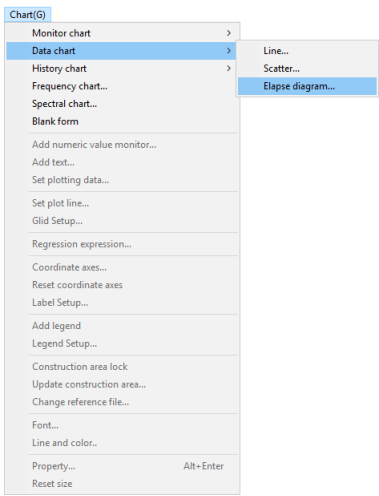 Chart(G)
Monitor chart >
Data chart >
Line...
Scatter...
Elapse diagram...
History chart >
Frequency chart...
Spectral chart...
Blank form
Add numeric value monitor...
Add text...
Set plotting data...
Set plot line...
Glid Setup...
Regression expression...
Coordinate axes...
Reset coordinate axes
Label Setup...
Add legend
Legend Setup...
Construction area lock
Update construction area...
Change reference file...
Font...
Line and color..
Property... Alt+Enter
Reset size